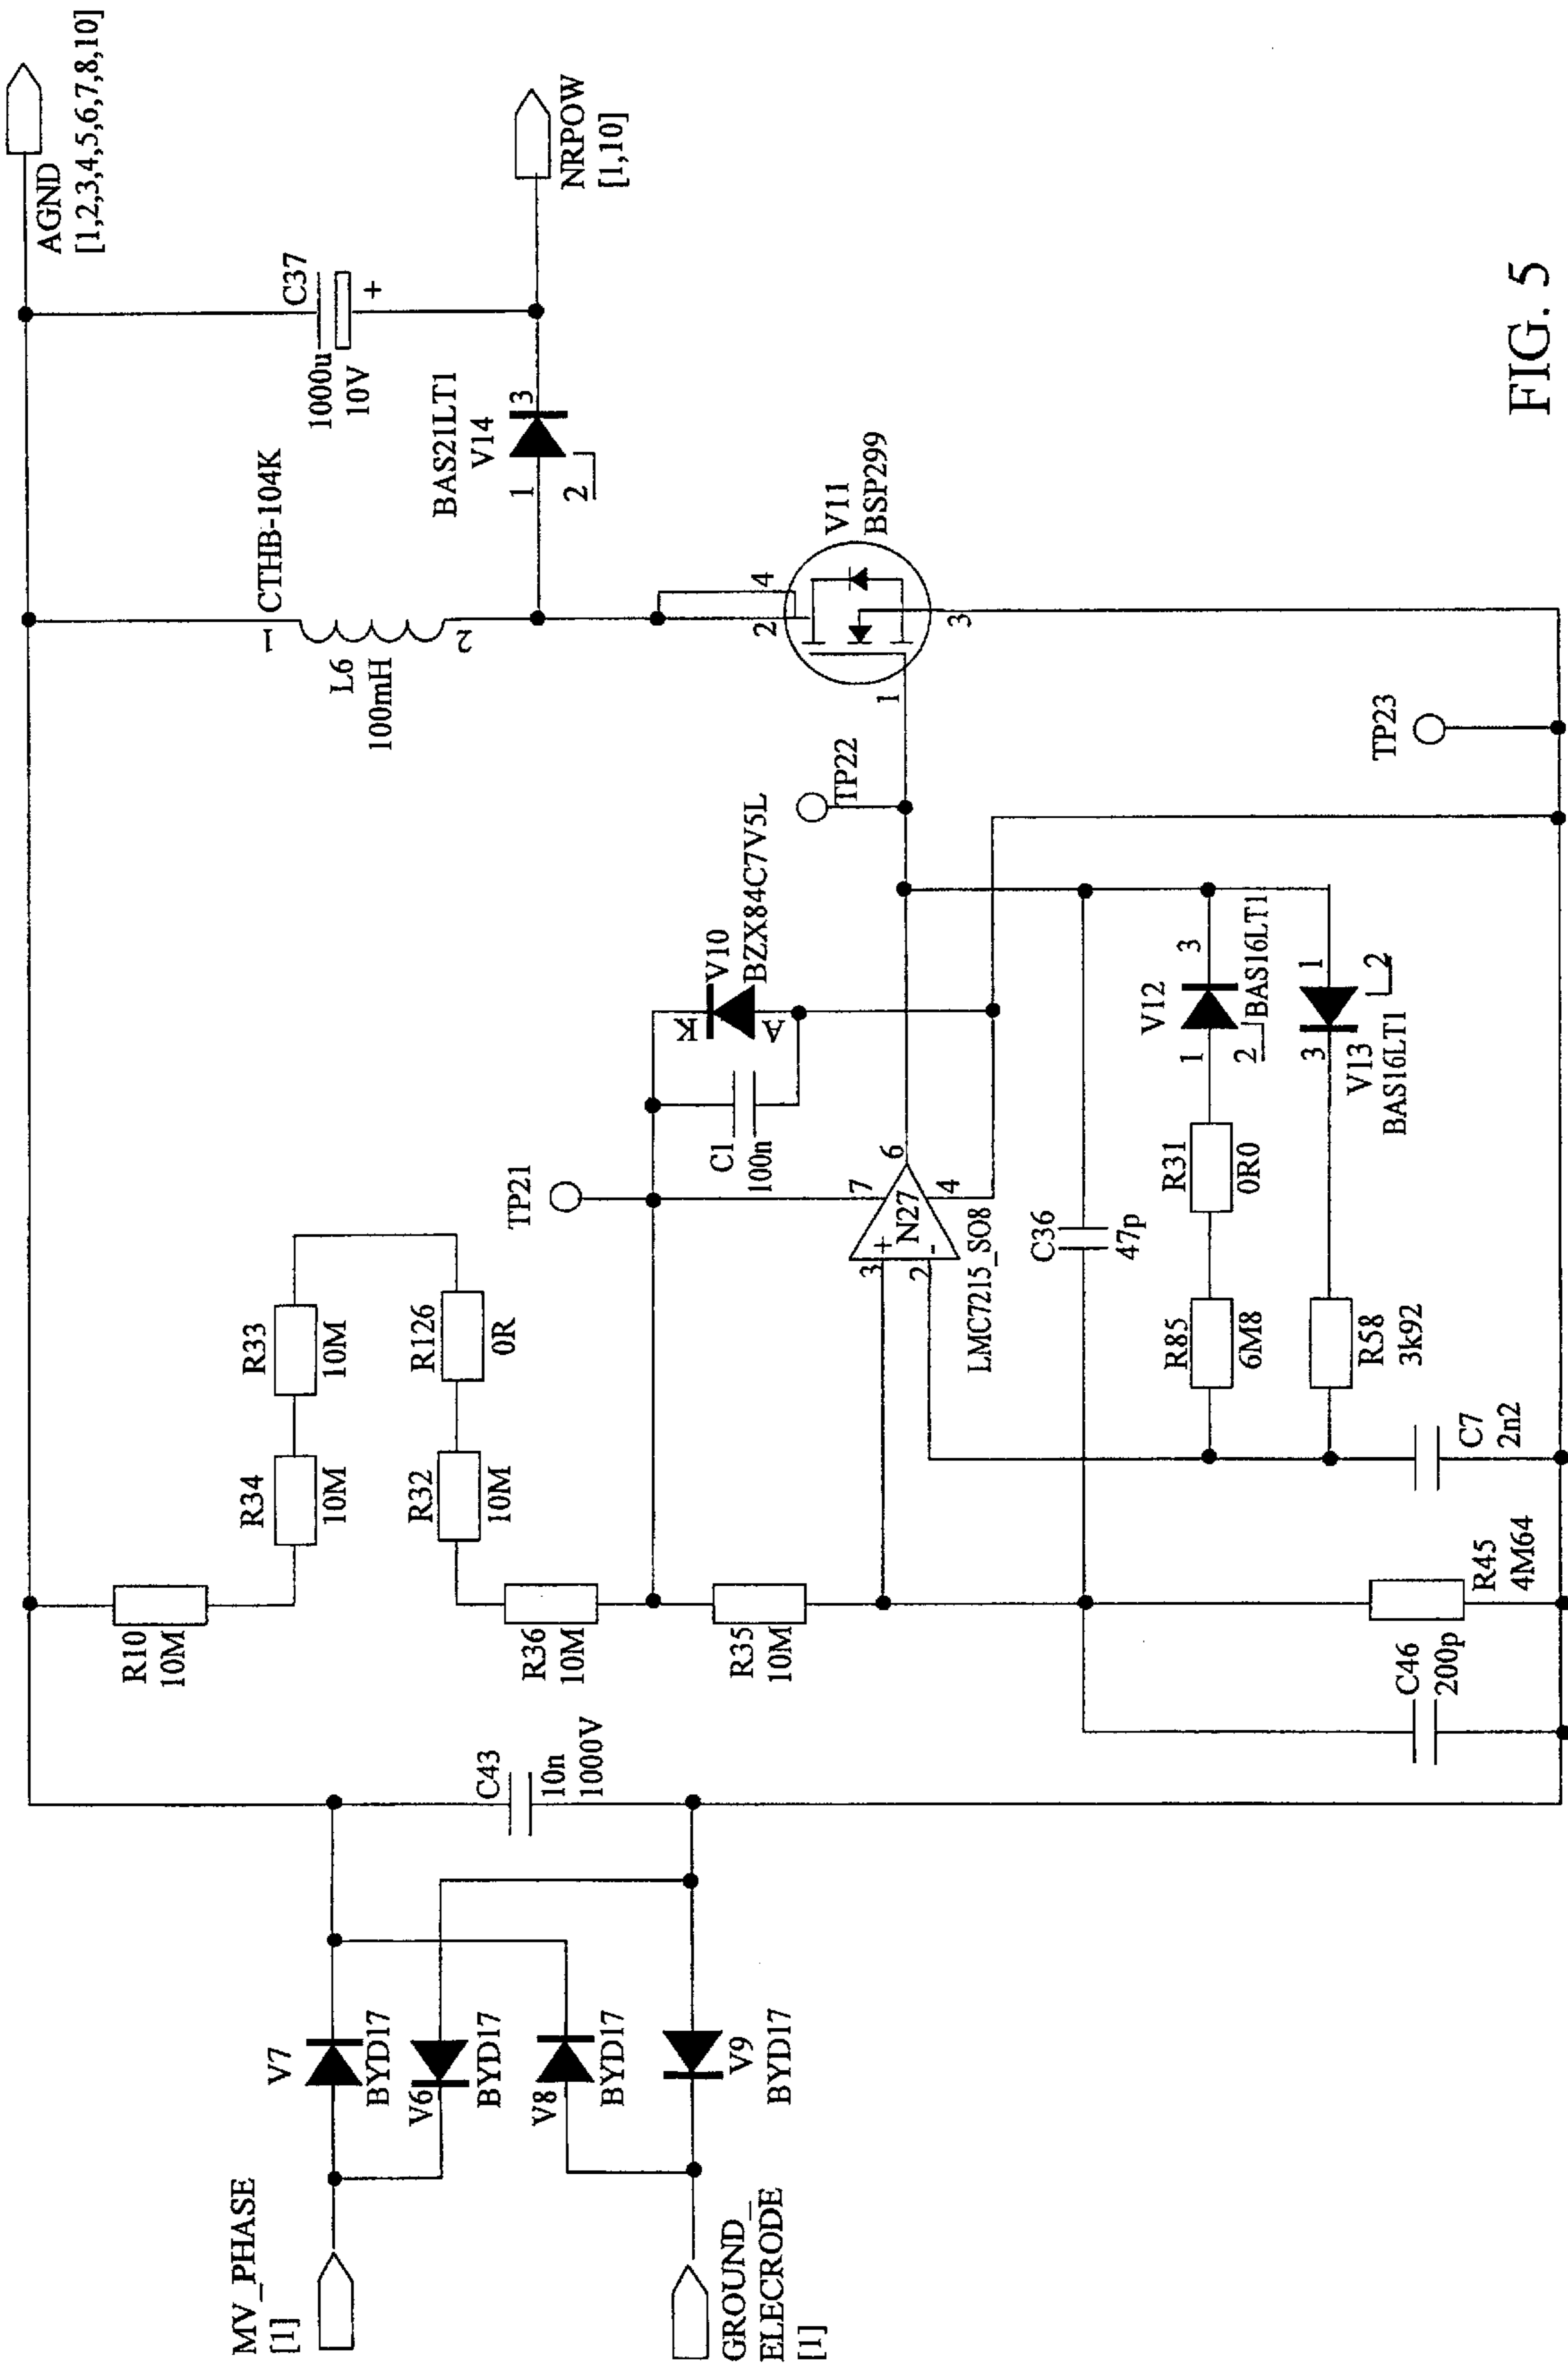 MV_PHASE
[1]
GROUND_
ELECRODE
[1]
V7
BYD17
V6
BYD17
V8
BYD17
V9
BYD17
C43
10n
1000V
R10
10M
R34
10M
R33
10M
R32
10M
R126
0R
R36
10M
R35
10M
TP21
C1
100n
K
A
V10
BZX84C7V5L
3
2
+
-
N27
7
4
6
LMC7215_SO8
TP22
C36
47p
R85
6M8
R31
0R0
V12
1
2
3
BAS16LT1
R58
3k92
3
1
2
V13
BAS16LT1
C46
200p
R45
4M64
C7
2n2
TP23
1
L6
100mH
2
CTHB-104K
1
2
4
3
V11
BSP299
BAS21LT1
V14
1
3
2
C37
1000u
10V
+
AGND
[1,2,3,4,5,6,7,8,10]
NRPOW
[1,10]
FIG. 5